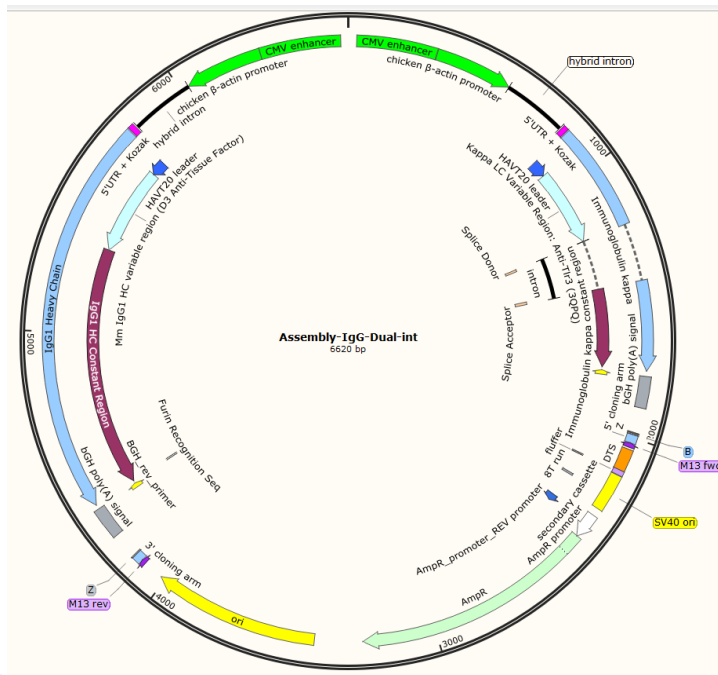 CMV enhancer
CMV enhancer
chicken β-actin promoter
chicken β-actin promoter
hybrid intron
6000
hybrid intron
5'UTR + Kozak
5'UTR + Kozak
1000
HAVT20 leader
HAVT20 leader
Mm IgG1 HC variable region (D3 Anti-Tissue Factor)
Kappa LC Variable Region: Anti-Tlr3 (3QPQ)
Immunoglobulin kappa
Splice Donor
intron
Splice Acceptor
Immunoglobulin kappa constant region
IgG1 Heavy Chain
IgG1 HC Constant Region
5000
Assembly-IgG-Dual-int
6620 bp
bGH poly(A) signal
5' cloning arm
Z
2000
B
M13 fwd
DTS
fluffer
8T run
secondary cassette
SV40 ori
Furin Recognition Seq
BGH_rev_primer
bGH poly(A) signal
AmpR_promoter_REV promoter
AmpR promoter
AmpR
3' cloning arm
Z
M13 rev
4000
ori
3000